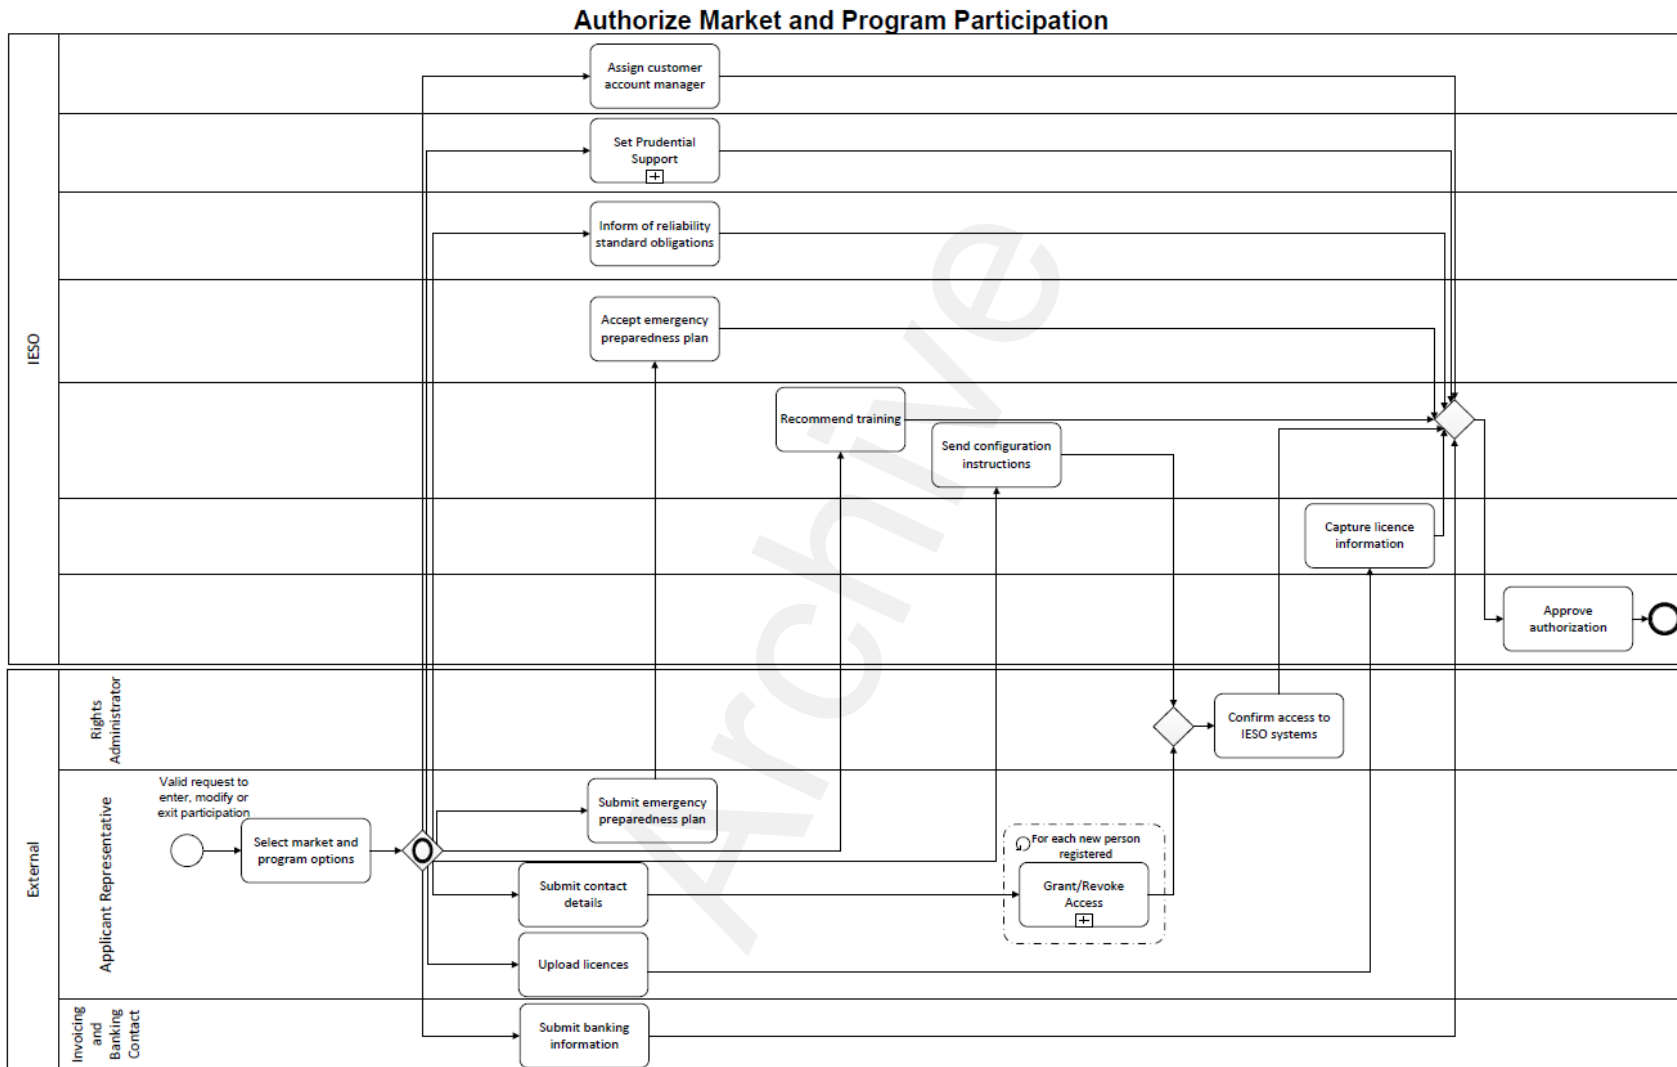 Authorize Market and Program Participation
IESO
Assign customer
account manager
Set Prudential
Support
Inform of reliability
standard obligations
Accept emergency
preparedness plan
Recommend training
Send configuration
instructions
Capture licence
information
Approve
authorization
Archive
External
Rights
Administrator
Confirm access to
IESO systems
Applicant Representative
Valid request to
enter, modify or
exit participation
Select market and
program options
Submit emergency
preparedness plan
For each new person
registered
Grant/Revoke
Access
Submit contact
details
Upload licences
Invoicing
and
Banking
Contact
Submit banking
information